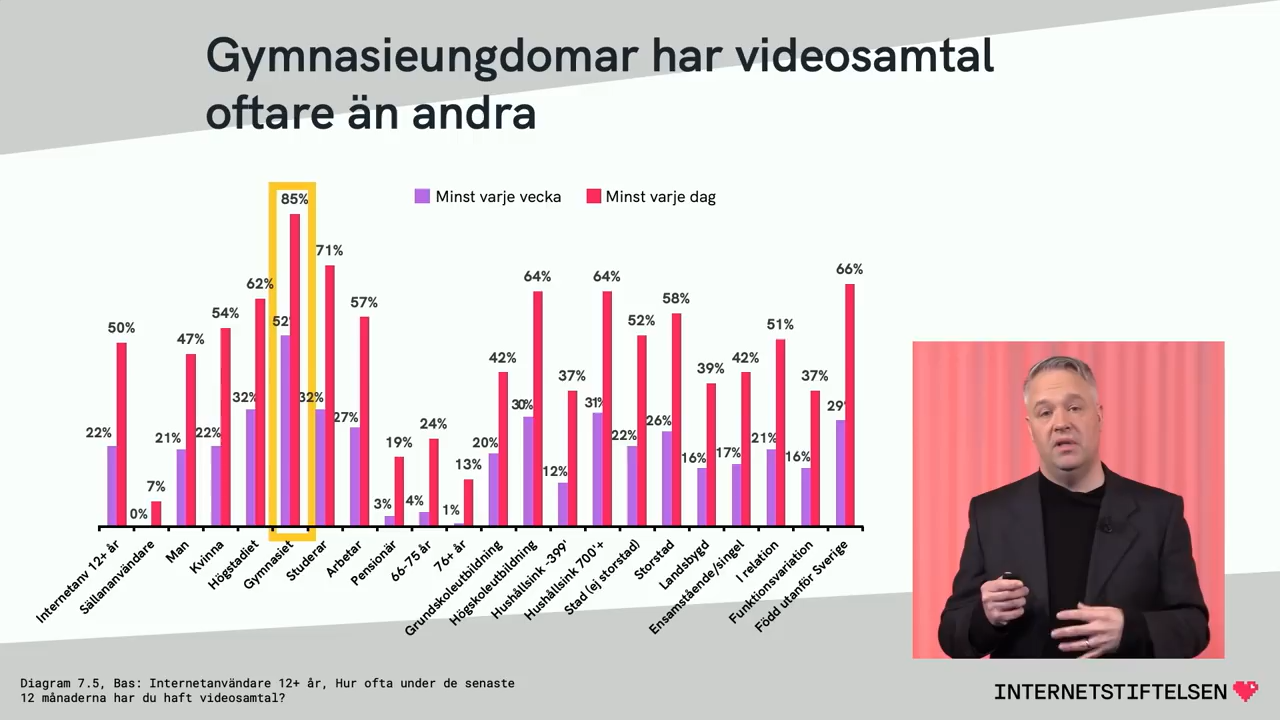 Gymnasieungdomar har videosamtal
oftare än andra
Minst varje vecka
Minst varje dag
22%
50%
0%
7%
21%
47%
22%
54%
32%
62%
52%
85%
32%
71%
27%
57%
3%
19%
4%
24%
1%
13%
20%
42%
30%
64%
12%
37%
31%
64%
22%
52%
26%
58%
16%
39%
17%
42%
21%
51%
16%
37%
29%
66%
Internetanv 12+ år
Sällananvändare
Man
Kvinna
Högstadiet
Gymnasiet
Studerar
Arbetar
Pensionär
66-75 år
76+ år
Grundskoleutbildning
Högskoleutbildning
Hushållsink -399'
Hushållsink 700'+
Stad (ej storstad)
Storstad
Landsbygd
Ensamstående/singel
I relation
Funktionsvariation
Född utanför Sverige
Diagram 7.5, Bas: Internetanvändare 12+ år, Hur ofta under de senaste
12 månaderna har du haft videosamtal?
INTERNETSTIFTELSEN